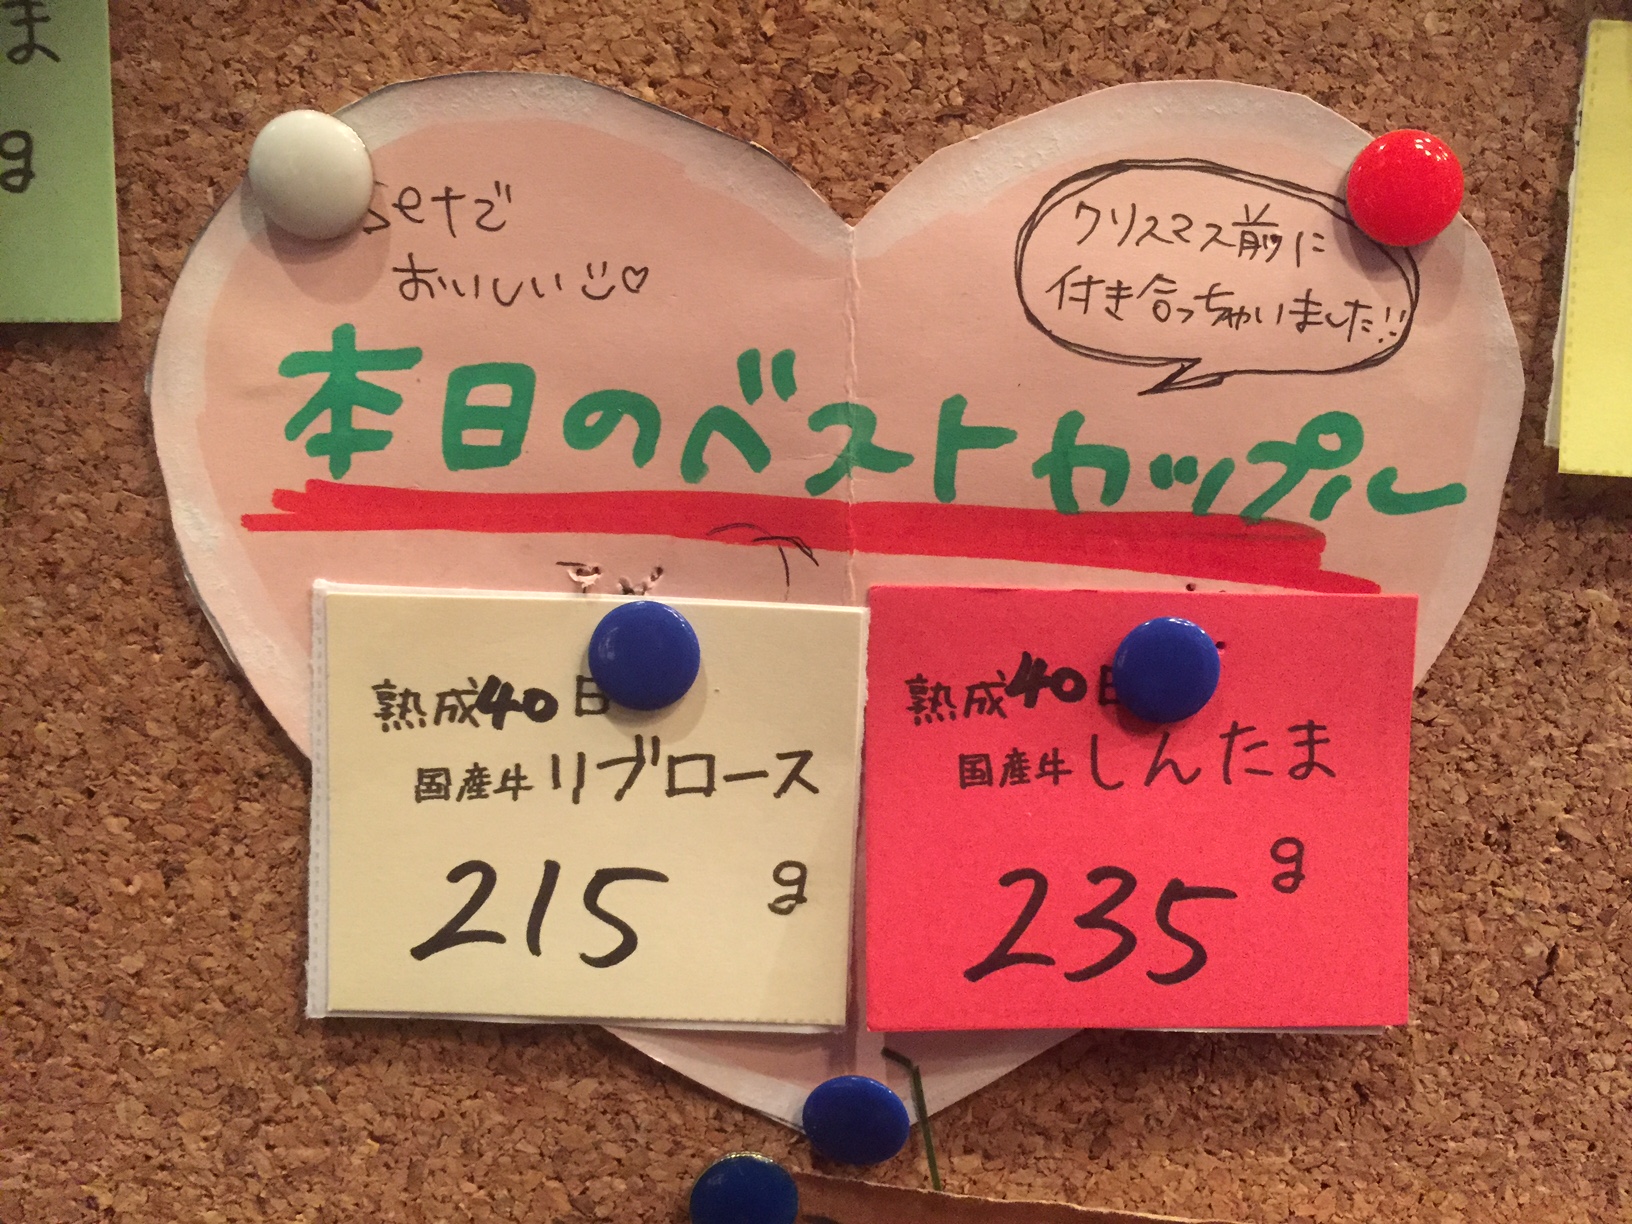 ま
g
setで
おいしい
クリスマス前に
付き合っちゃいました!!
本日のベストカップル
熟成40日
国産牛リブロース
215 g
熟成40日
国産牛しんたま
235 g